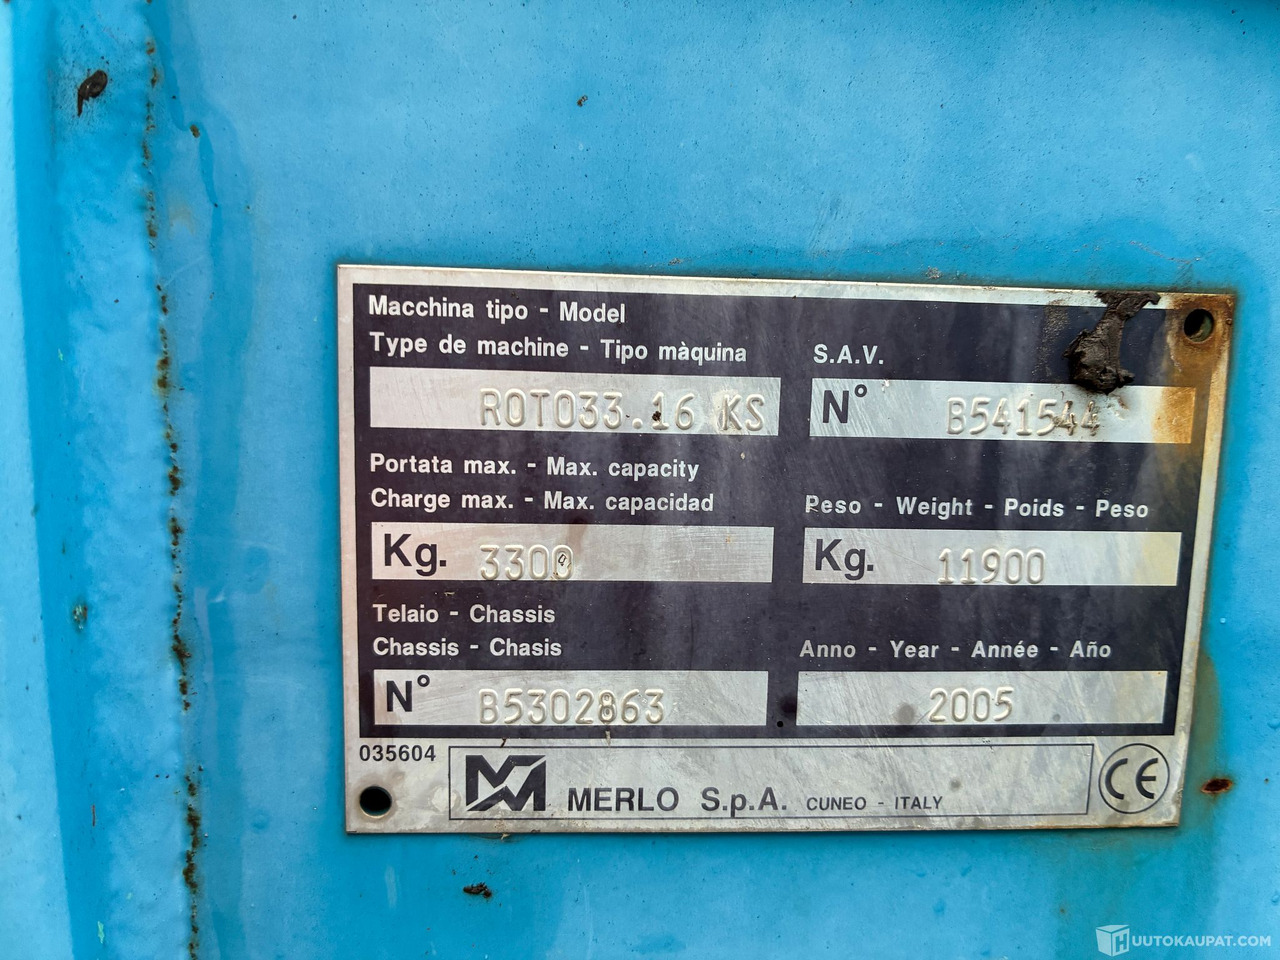 Macchina tipo - Model
Type de machine - Tipo màquina
ROTO33.16 KS
S.A.V.
N° B541544
Portata max. - Max. capacity
Charge max. - Max. capacidad
Kg. 3300
Peso - Weight - Poids - Peso
Kg. 11900
Telaio - Chassis
Chassis - Chasis
N° B5302863
Anno - Year - Année - Año
2005
035604
MERLO S.p.A. CUNEO - ITALY
CE
HUUTOKAUPAT.COM